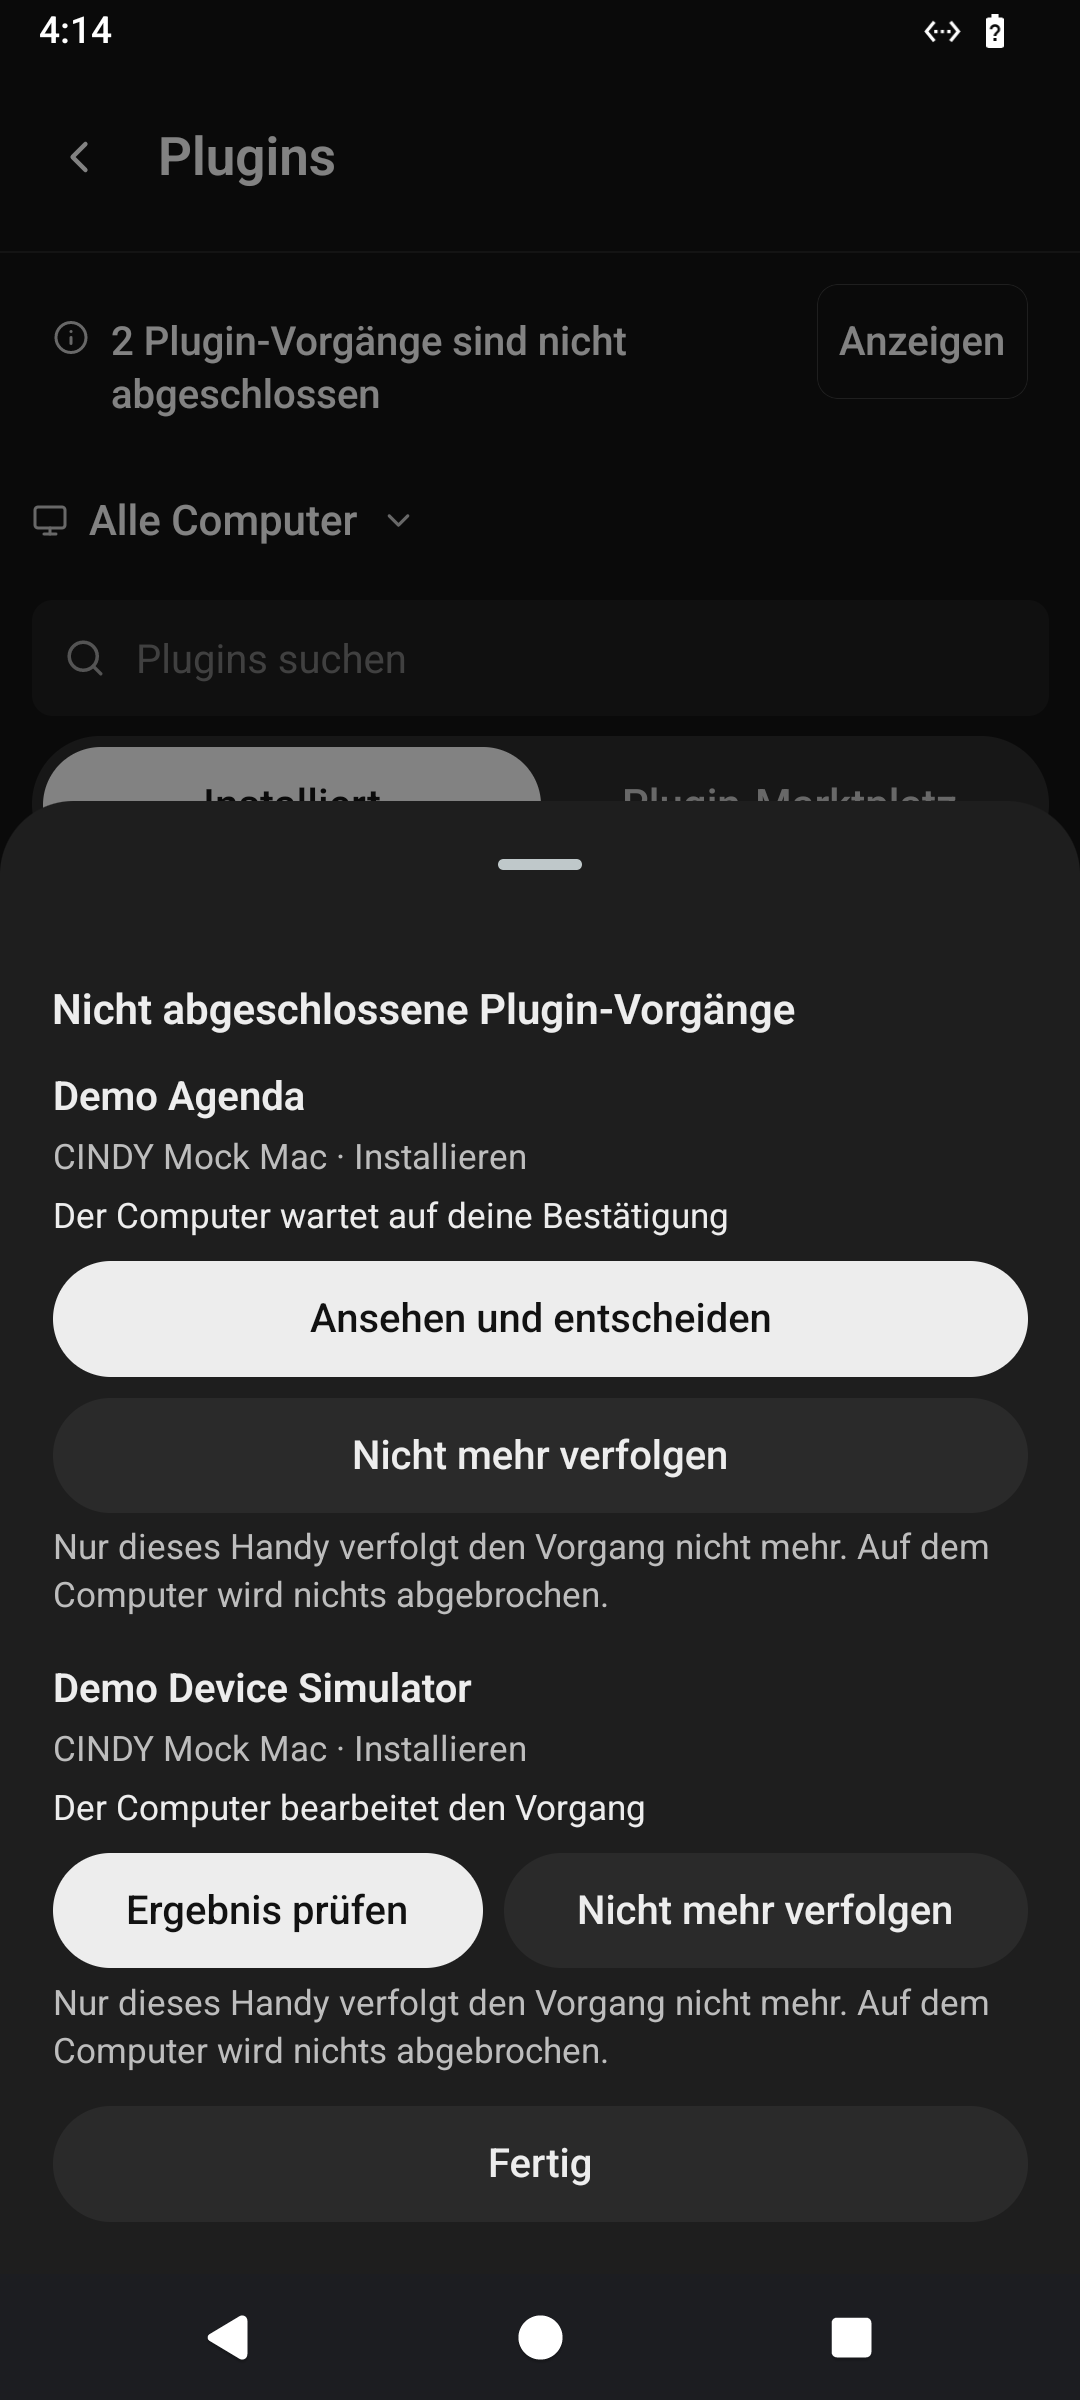 4:14
Plugins
2 Plugin-Vorgänge sind nicht
abgeschlossen
Anzeigen
Alle Computer
Plugins suchen
Installiert
Plugin-Marktplatz
Nicht abgeschlossene Plugin-Vorgänge
Demo Agenda
CINDY Mock Mac · Installieren
Der Computer wartet auf deine Bestätigung
Ansehen und entscheiden
Nicht mehr verfolgen
Nur dieses Handy verfolgt den Vorgang nicht mehr. Auf dem
Computer wird nichts abgebrochen.
Demo Device Simulator
CINDY Mock Mac · Installieren
Der Computer bearbeitet den Vorgang
Ergebnis prüfen
Nicht mehr verfolgen
Nur dieses Handy verfolgt den Vorgang nicht mehr. Auf dem
Computer wird nichts abgebrochen.
Fertig